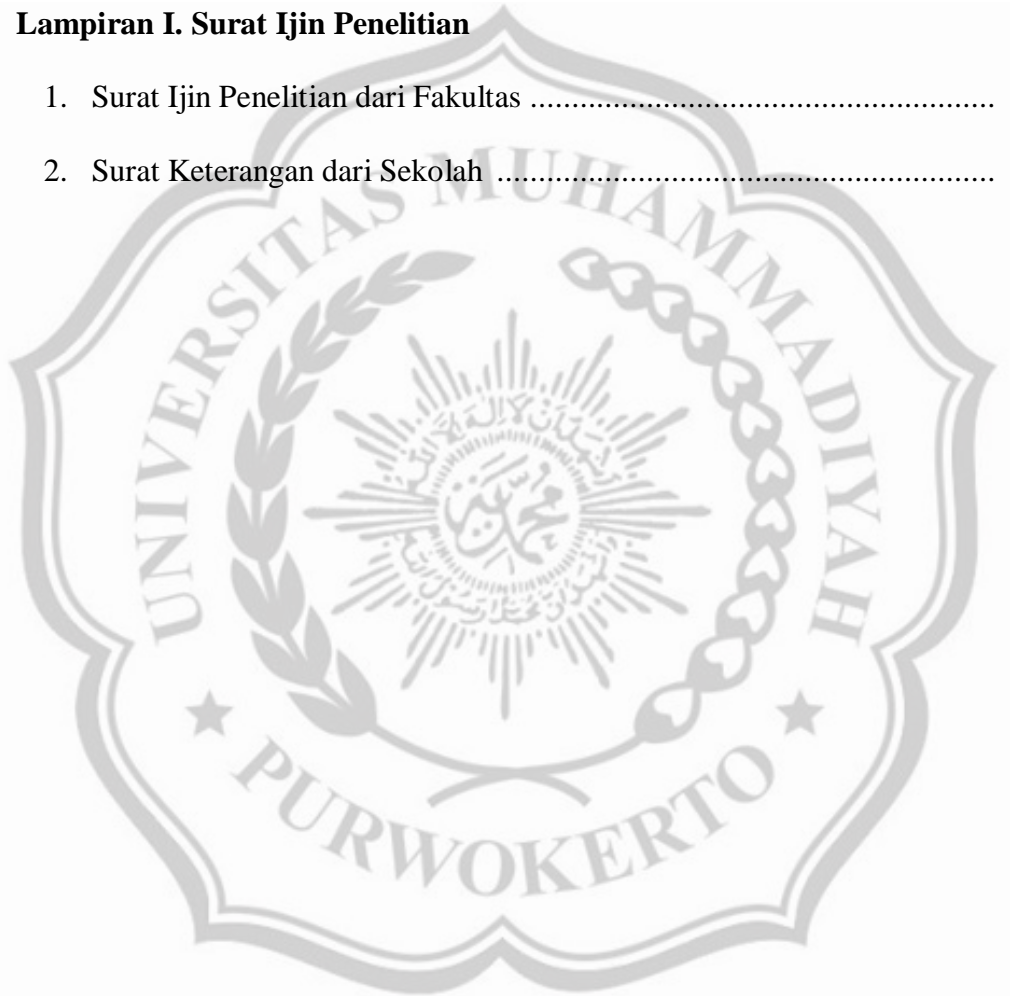 Lampiran I. Surat Ijin Penelitian
1. Surat Ijin Penelitian dari Fakultas ........................................................
2. Surat Keterangan dari Sekolah ............................................................
UNIVERSITAS MUHAMMADIYAH
PURWOKERTO